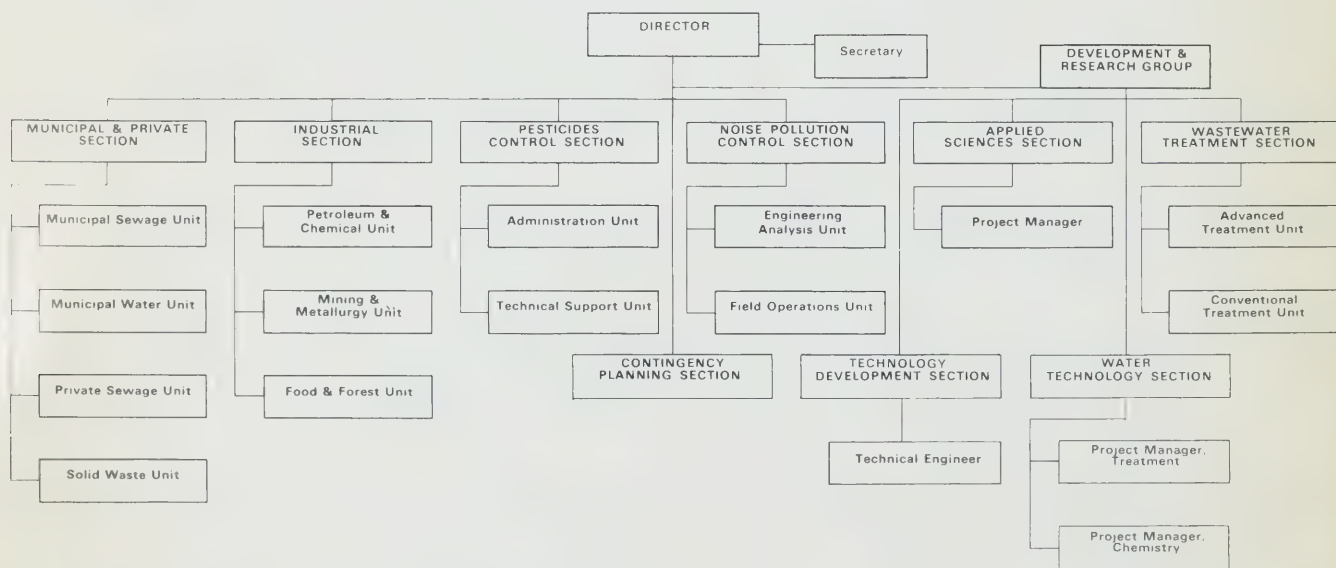 DIRECTOR
Secretary
DEVELOPMENT &
RESEARCH GROUP
MUNICIPAL & PRIVATE
SECTION
INDUSTRIAL
SECTION
PESTICIDES
CONTROL SECTION
NOISE POLLUTION
CONTROL SECTION
APPLIED
SCIENCES SECTION
WASTEWATER
TREATMENT SECTION
Municipal Sewage Unit
Petroleum &
Chemical Unit
Administration Unit
Engineering
Analysis Unit
Project Manager
Advanced
Treatment Unit
Municipal Water Unit
Mining &
Metallurgy Unit
Technical Support Unit
Field Operations Unit
Conventional
Treatment Unit
CONTINGENCY
PLANNING SECTION
TECHNOLOGY
DEVELOPMENT SECTION
WATER
TECHNOLOGY SECTION
Private Sewage Unit
Food & Forest Unit
Solid Waste Unit
Technical Engineer
Project Manager,
Treatment
Project Manager,
Chemistry